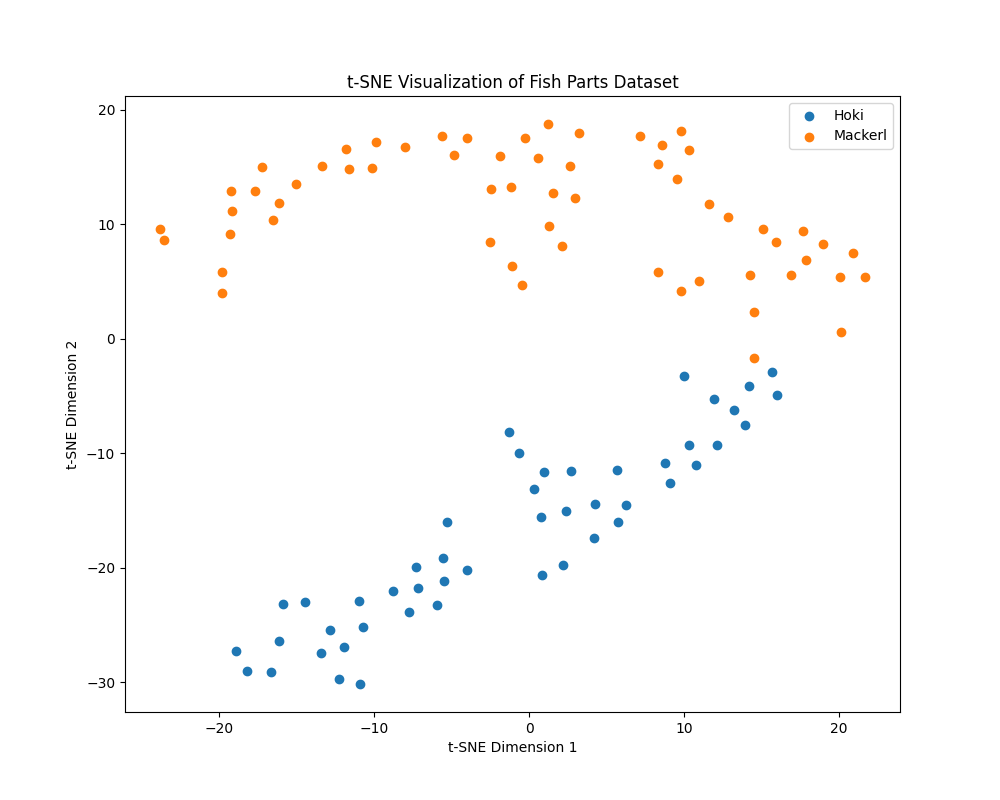 t-SNE Visualization of Fish Parts Dataset
Hoki
Mackerl
20
10
0
−10
−20
−30
t-SNE Dimension 2
−20
−10
0
10
20
t-SNE Dimension 1